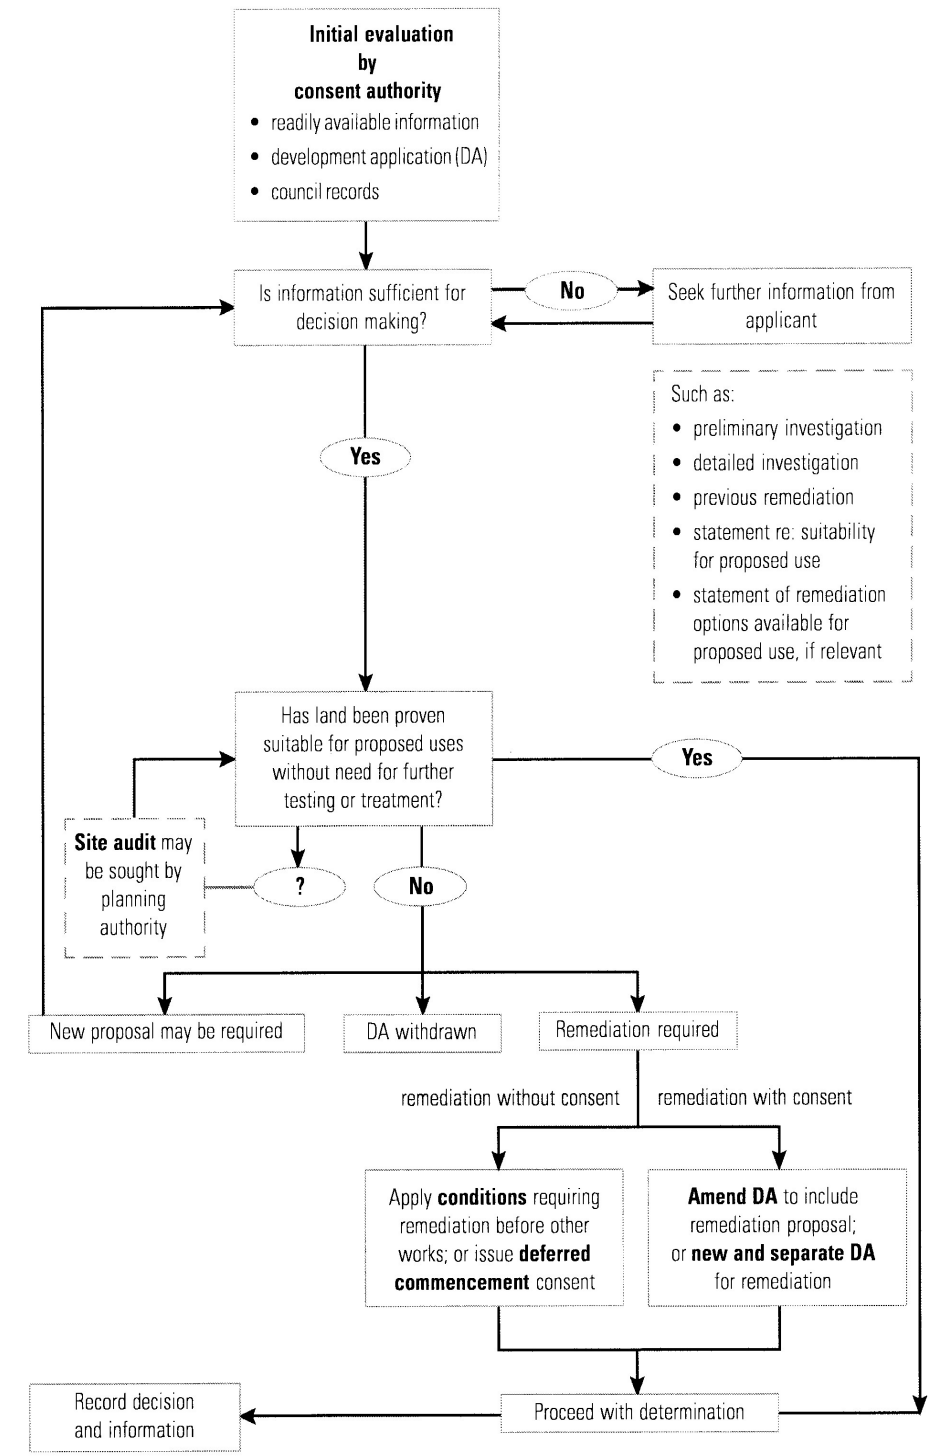 Initial evaluation
by
consent authority
• readily available information
• development application (DA)
• council records
Is information sufficient for
decision making?
No
Seek further information from
applicant
Such as:
• preliminary investigation
• detailed investigation
• previous remediation
• statement re: suitability
for proposed use
• statement of remediation
options available for
proposed use, if relevant
Yes
Has land been proven
suitable for proposed uses
without need for further
testing or treatment?
Yes
Site audit may
be sought by
planning
authority
?
No
New proposal may be required
DA withdrawn
Remediation required
remediation without consent
remediation with consent
Apply conditions requiring
remediation before other
works; or issue deferred
commencement consent
Amend DA to include
remediation proposal;
or new and separate DA
for remediation
Proceed with determination
Record decision
and information